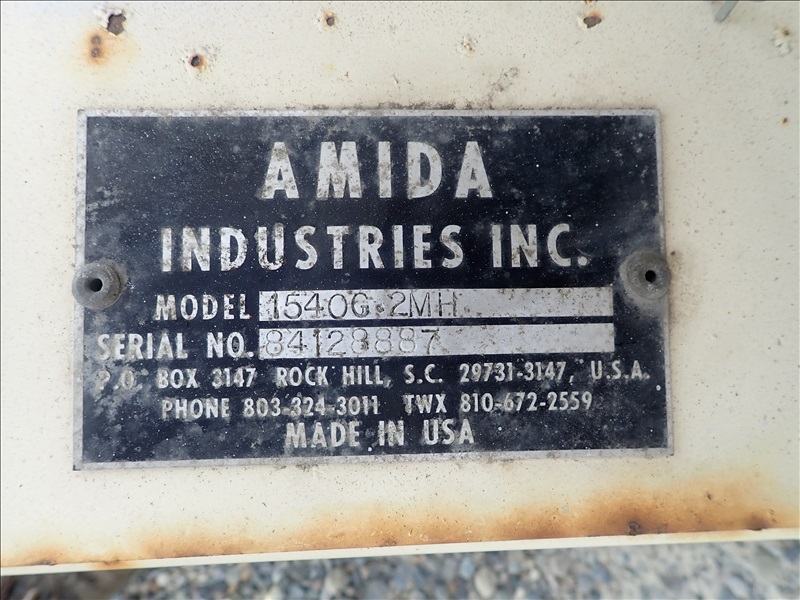 AMIDA
INDUSTRIES INC.
MODEL 1540G-2MH
SERIAL NO. 84128887
P.O. BOX 3147 ROCK HILL, S.C. 29731-3147, U.S.A.
PHONE 803-324-3011 TWX 810-672-2559
MADE IN USA